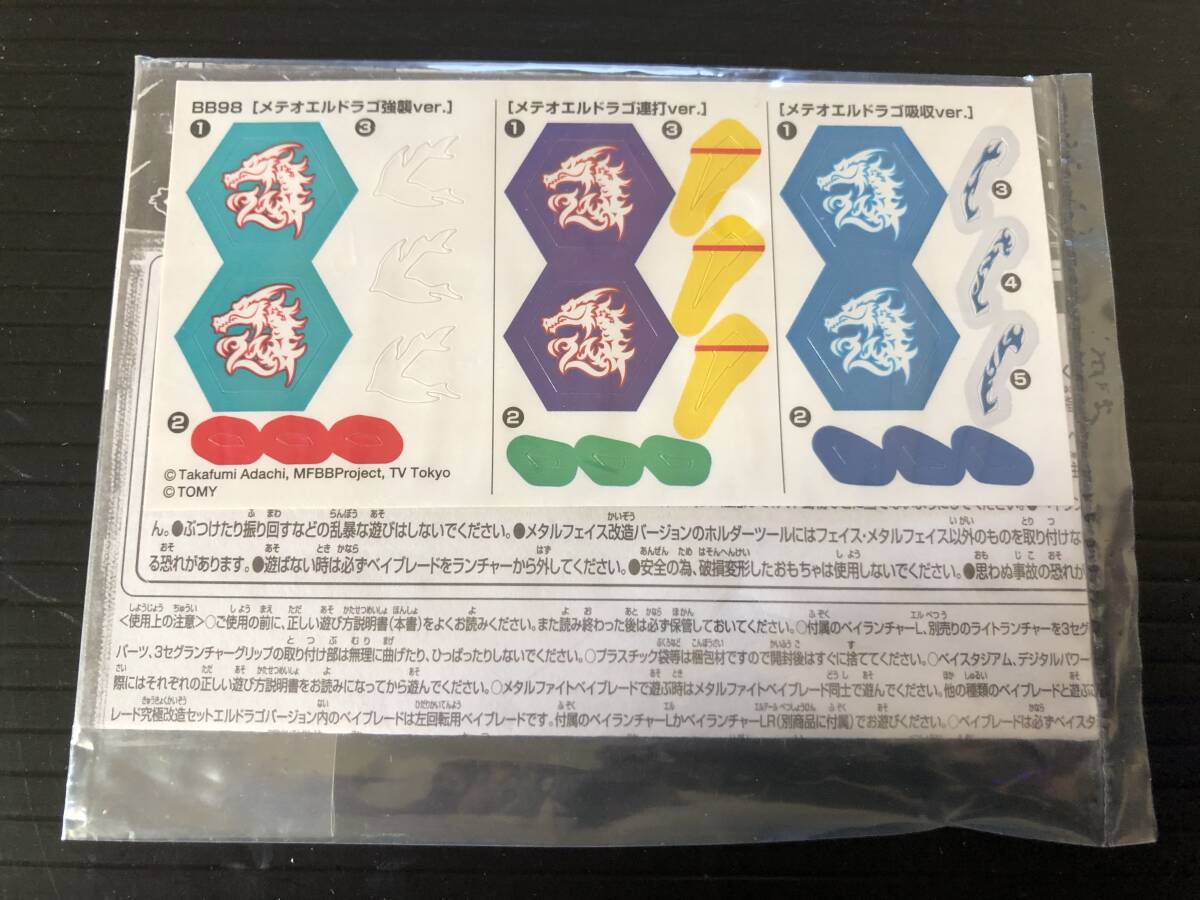 BB98 [メテオエルドラゴ強襲ver.]
❶
❸
❷
[メテオエルドラゴ連打ver.]
❶
❸
❷
[メテオエルドラゴ吸収ver.]
❶
❸
❹
❺
❷
©Takafumi Adachi, MFBBProject, TV Tokyo
©TOMY
ん。●ぶつけたり振り回すなどの乱暴な遊びはしないでください。●メタルフェイス改造バージョンのホルダーツールにはフェイス・メタルフェイス以外のものを取り付けな
る恐れがあります。●遊ばない時は必ずベイブレードをランチャーから外してください。●安全の為、破損変形したおもちゃは使用しないでください。●思わぬ事故の恐れが
<使用上の注意>○ご使用の前に、正しい遊び方説明書(本書)をよくお読みください。また読み終わった後は必ず保管しておいてください。○付属のベイランチャーL、別売りのライトランチャーを3セグ
パーツ、3セグランチャーグリップの取り付け部は無理に曲げたり、ひっぱったりしないでください。○プラスチック袋等は梱包材ですので開封後はすぐに捨ててください。○ベイスタジアム、デジタルパワー
際にはそれぞれの正しい遊び方説明書をお読みになってから遊んでください。○メタルファイトベイブレードで遊ぶ時はメタルファイトベイブレード同士で遊んでください。他の種類のベイブレードと遊ぶ
レード究極改造セットエルドラゴバージョン内のベイブレードは左回転用ベイブレードです。付属のベイランチャーLかベイランチャーLR(別商品に付属)でお遊びください。○ベイブレードは必ずベイスタ